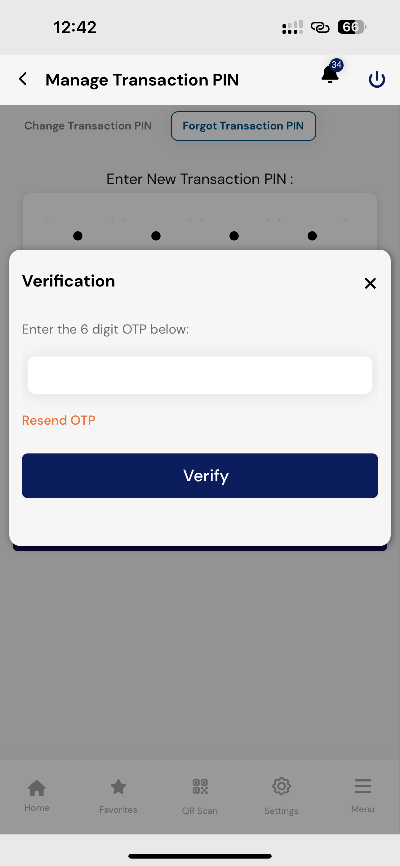 12:42
66
Manage Transaction PIN
34
Change Transaction PIN
Forgot Transaction PIN
Enter New Transaction PIN :
Verification
Enter the 6 digit OTP below:
Resend OTP
Verify
Home
Favorites
QR Scan
Settings
Menu